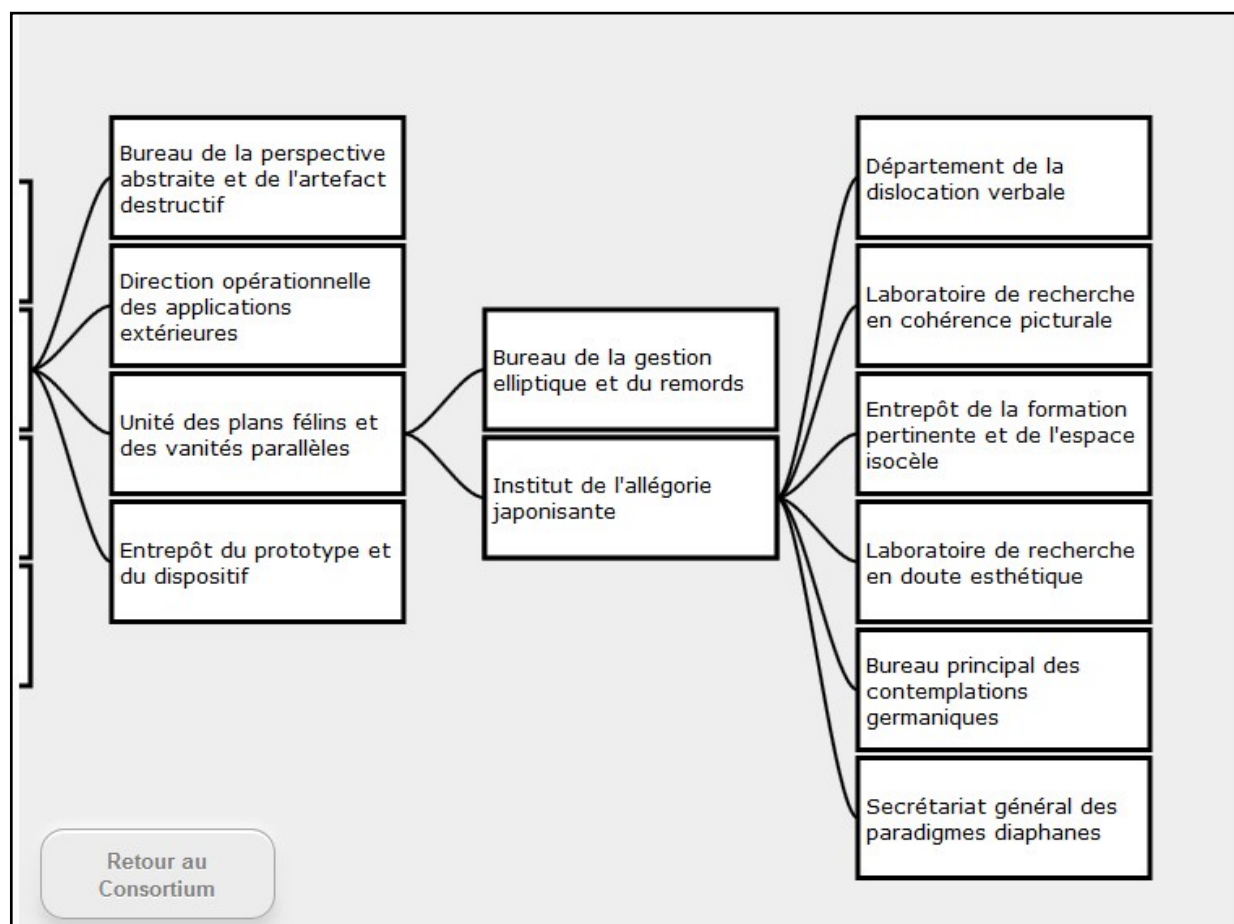 Bureau de la perspective
abstraite et de l'artefact
destructif
Direction opérationnelle
des applications
extérieures
Unité des plans félins et
des vanités parallèles
Entrepôt du prototype et
du dispositif
Bureau de la gestion
elliptique et du remords
Institut de l'allégorie
japonisante
Département de la
dislocation verbale
Laboratoire de recherche
en cohérence picturale
Entrepôt de la formation
pertinente et de l'espace
isocèle
Laboratoire de recherche
en doute esthétique
Bureau principal des
contemplations
germaniques
Secrétariat général des
paradigmes diaphanes
Retour au
Consortium